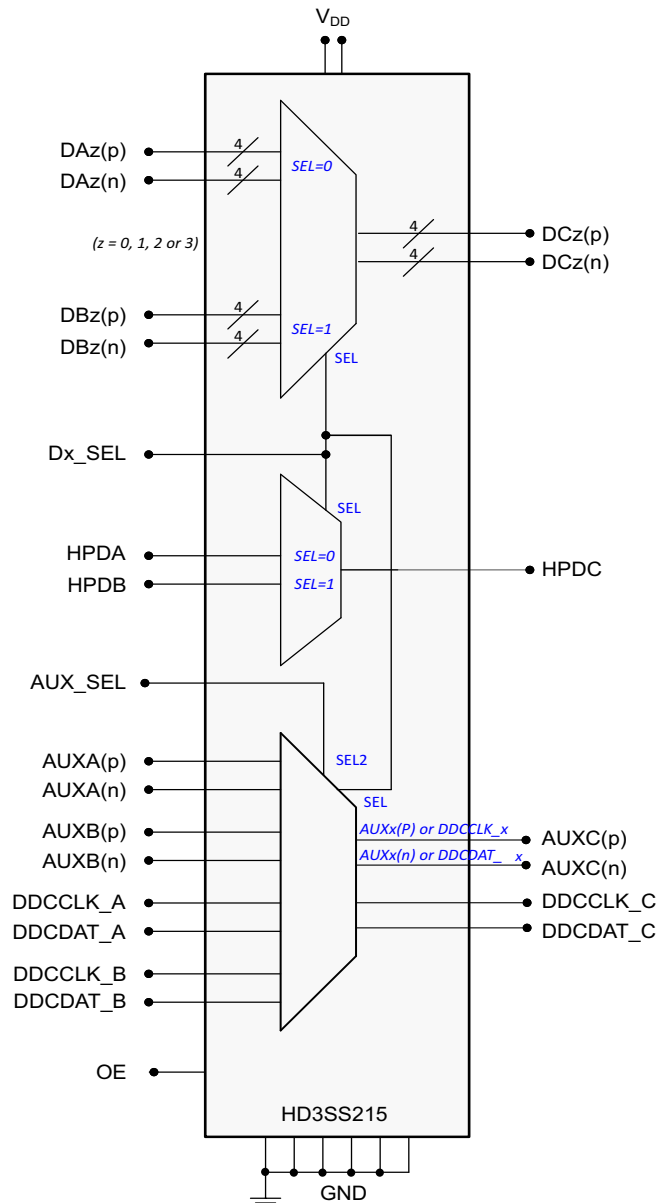 VDD
DAz(p)
4
SEL=0
DAz(n)
4
4
DCz(p)
(z = 0, 1, 2 or 3)
4
DCz(n)
DBz(p)
4
SEL=1
DBz(n)
4
SEL
Dx_SEL
SEL
HPDA
SEL=0
HPDC
HPDB
SEL=1
AUX_SEL
SEL2
AUXA(p)
AUXA(n)
SEL
AUXB(p)
AUXx(P) or DDCCLK_x
AUXC(p)
AUXB(n)
AUXx(n) or DDCDAT_ x
AUXC(n)
DDCCLK_A
DDCCLK_C
DDCDAT_A
DDCDAT_C
DDCCLK_B
DDCDAT_B
OE
HD3SS215
GND